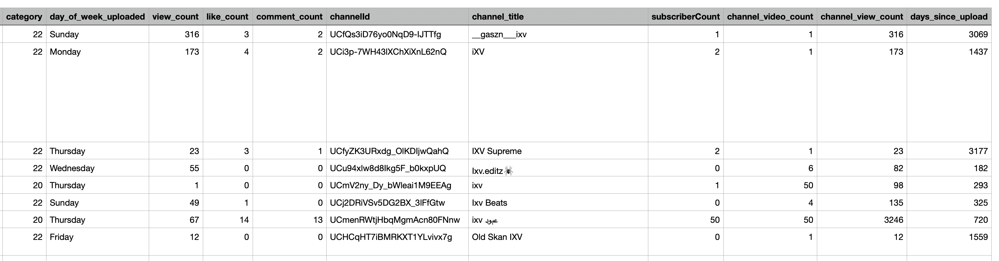 category day_of_week_uploaded view_count like_count comment_count channelId channel_title subscriberCount channel_video_count channel_view_count days_since_upload
22 Sunday 316 3 2 UCfQs3iD76yo0NqD9-IJTTfg __gaszn___ixv 1 1 316 3069
22 Monday 173 4 2 UCi3p-7WH43lXChXiXnL62nQ iXV 2 1 173 1437
22 Thursday 23 3 1 UCfyZK3URxdg_OlKDIjwQahQ IXV Supreme 2 1 23 3177
22 Wednesday 55 0 0 UCu94xlw8d8lkg5F_b0kxpUQ Ixv.editz🕷 0 6 82 182
20 Thursday 1 0 0 UCmV2ny_Dy_bWleai1M9EEAg ixv 1 50 98 293
22 Sunday 49 1 0 UCj2DRiVSv5DG2BX_3lFfGtw Ixv Beats 0 4 135 325
20 Thursday 67 14 13 UCmenRWtjHbqMgmAcn80FNnw ixv عبود 50 50 3246 720
22 Friday 12 0 0 UCHCqHT7iBMRKXT1YLvivx7g Old Skan IXV 0 1 12 1559